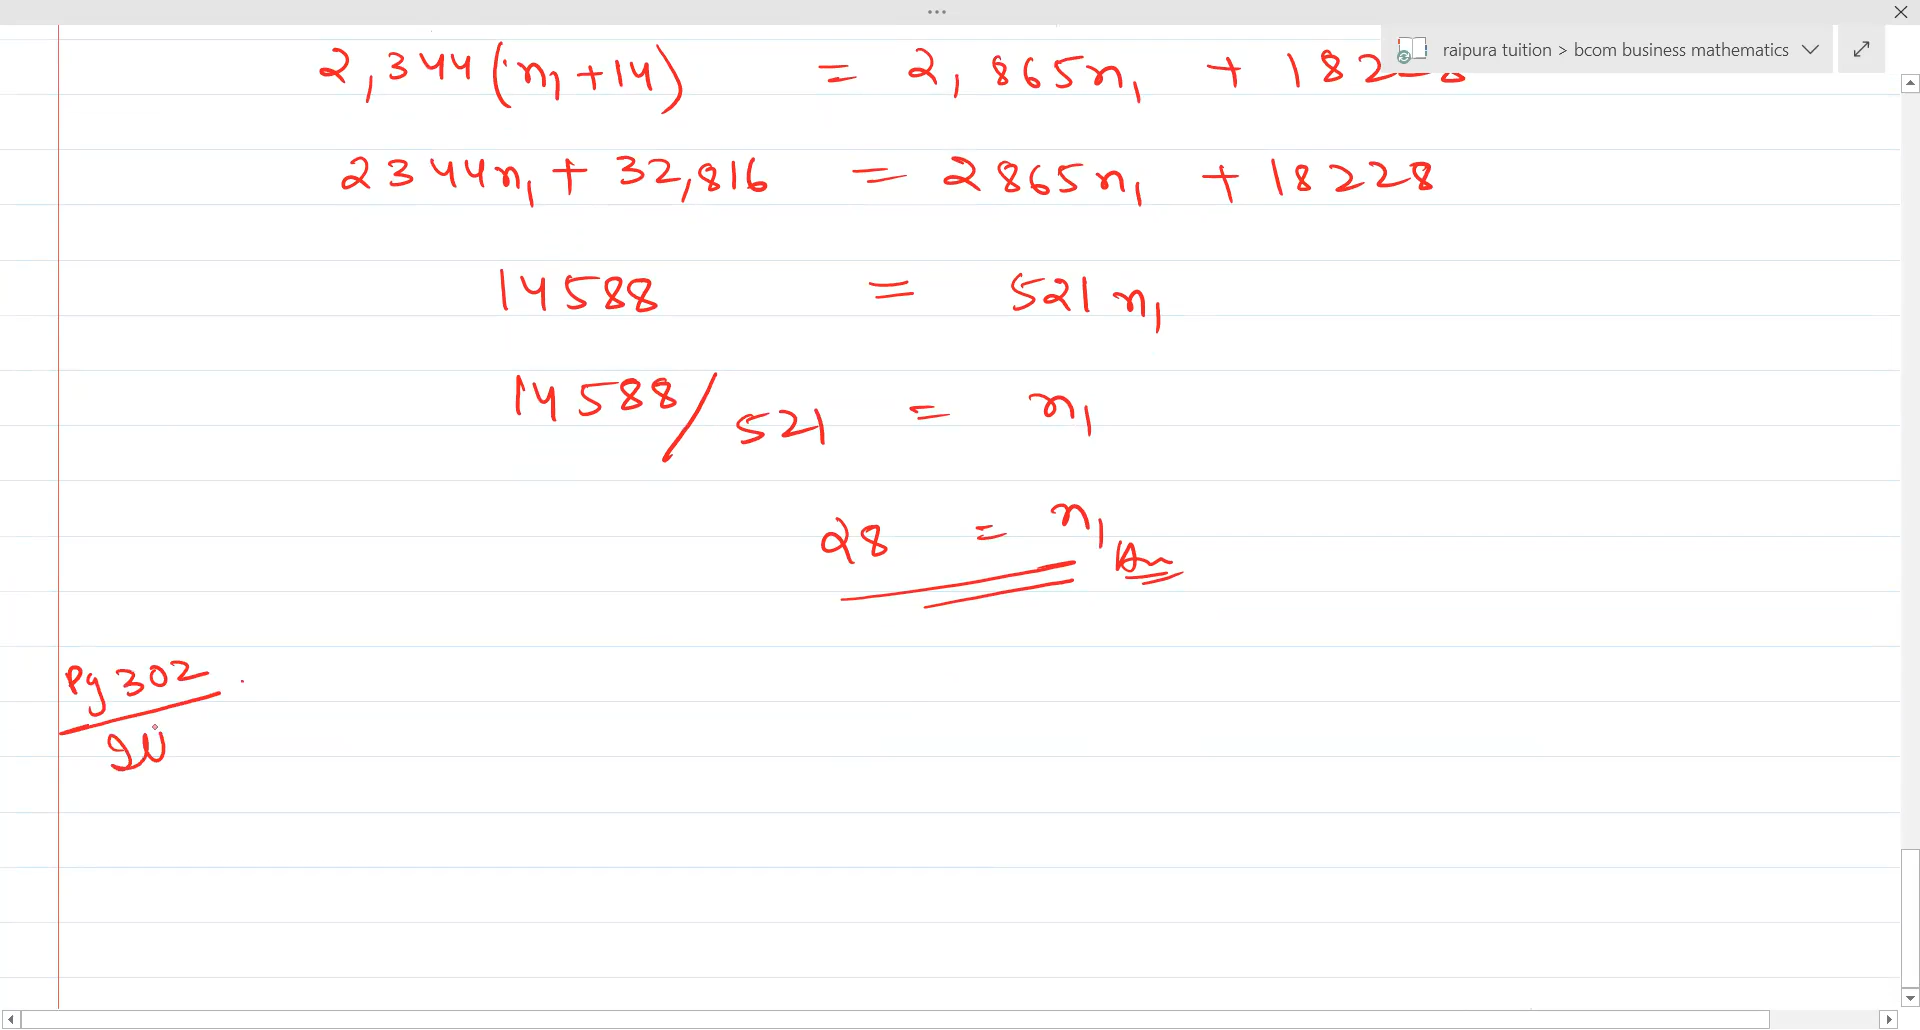 raipura tuition > bcom business mathematics
2,344(n₁+14) = 2,865n₁ + 18228
2344n₁ + 32,816 = 2865n₁ + 18228
14588 = 521n₁
14588/521 = n₁
28 = n₁ Ans
Pg 302